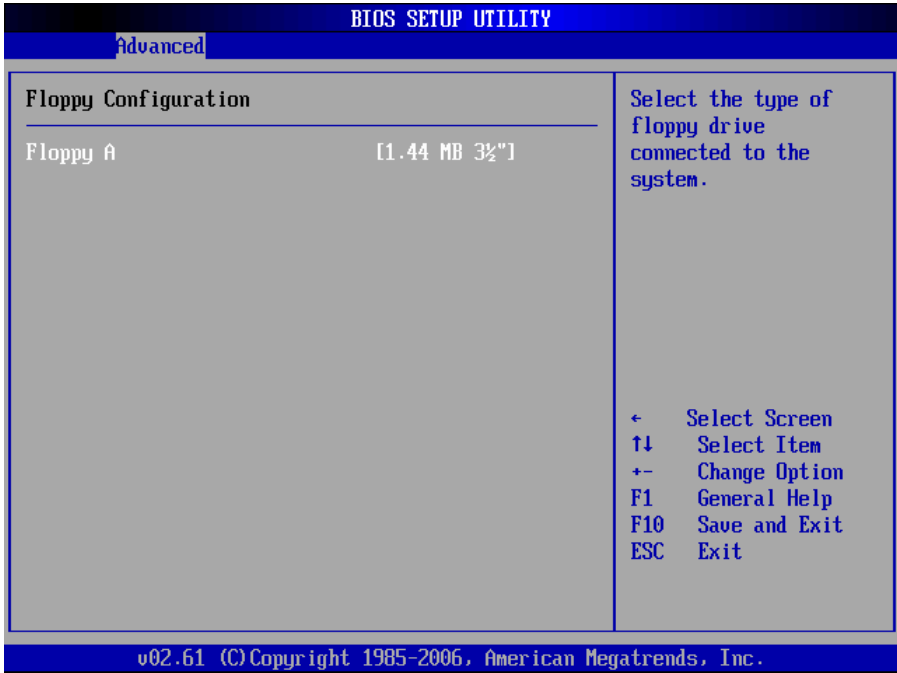 BIOS SETUP UTILITY
Advanced
Floppy Configuration
Floppy A [1.44 MB 3½"]
Select the type of
floppy drive
connected to the
system.
← Select Screen
↑↓ Select Item
+- Change Option
F1 General Help
F10 Save and Exit
ESC Exit
v02.61 (C)Copyright 1985-2006, American Megatrends, Inc.